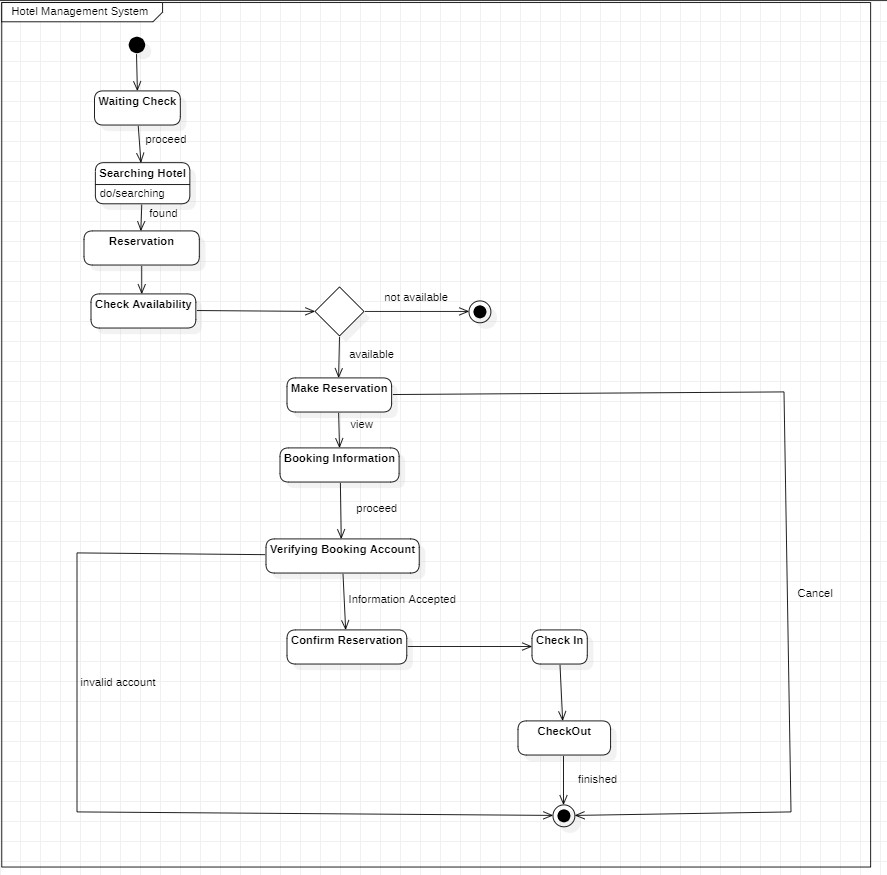 Hotel Management System
Waiting Check
proceed
Searching Hotel
do/searching
found
Reservation
Check Availability
not available
available
Make Reservation
view
Booking Information
proceed
Verifying Booking Account
Information Accepted
Cancel
Confirm Reservation
Check In
invalid account
CheckOut
finished